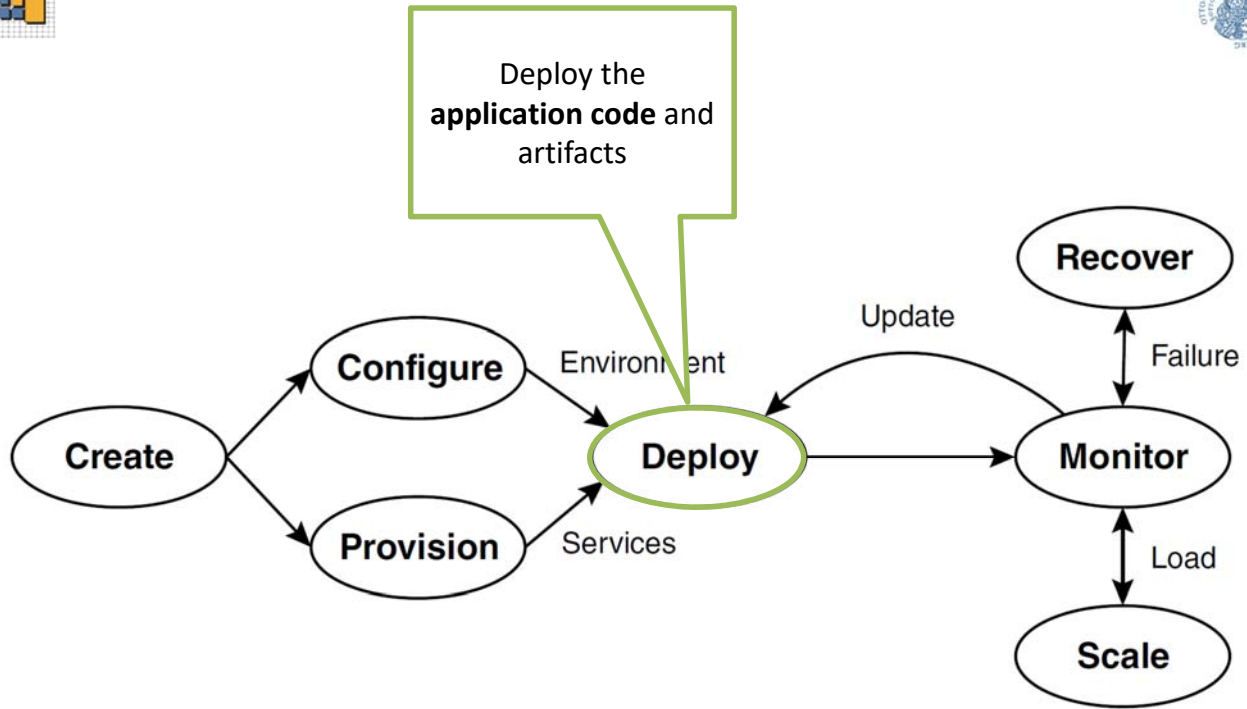 Deploy the
application code and
artifacts
Recover
Update
Failure
Configure
Environment
Create
Deploy
Monitor
Provision
Services
Load
Scale